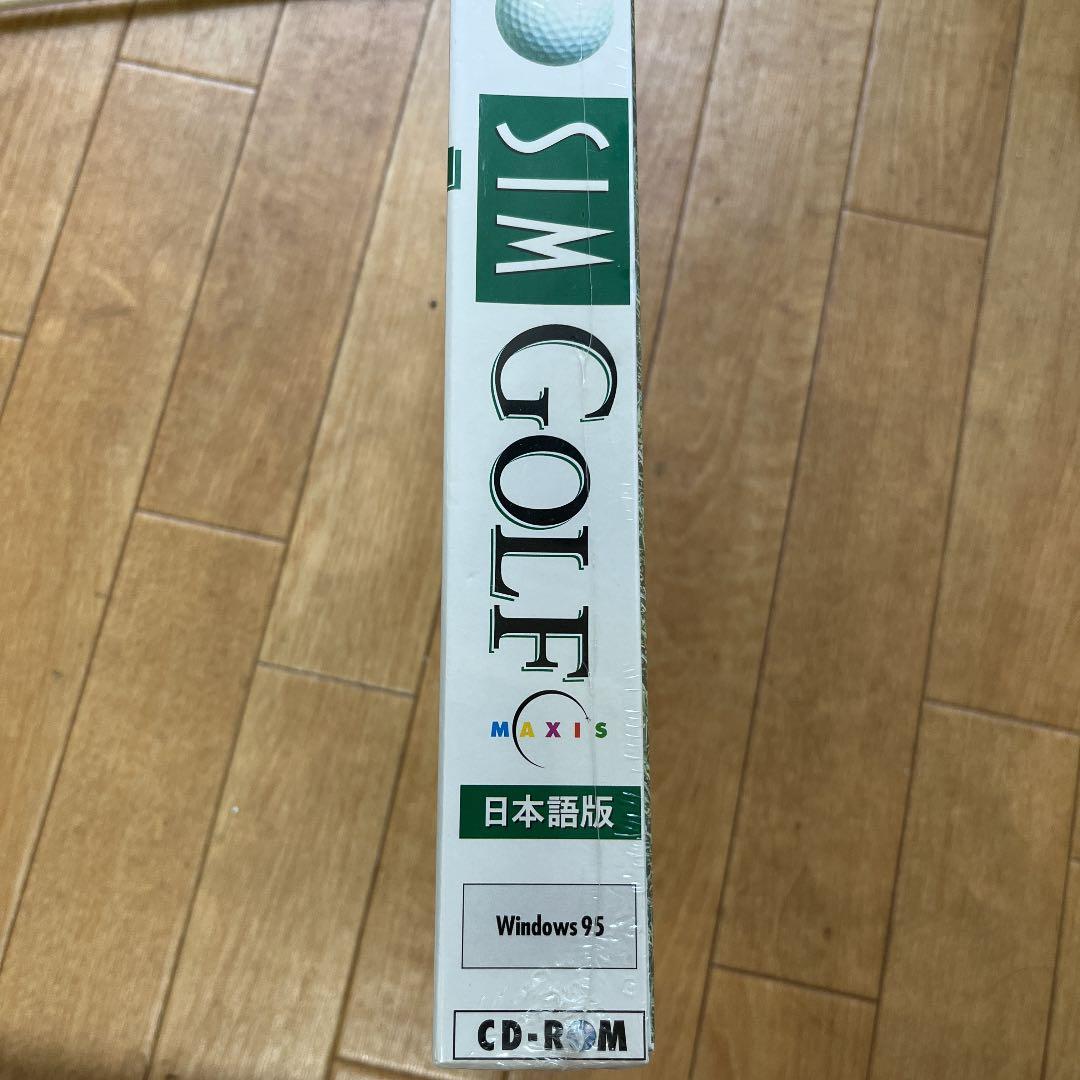 SIM
GOLF
MAXIS
日本語版
Windows 95
CD-ROM